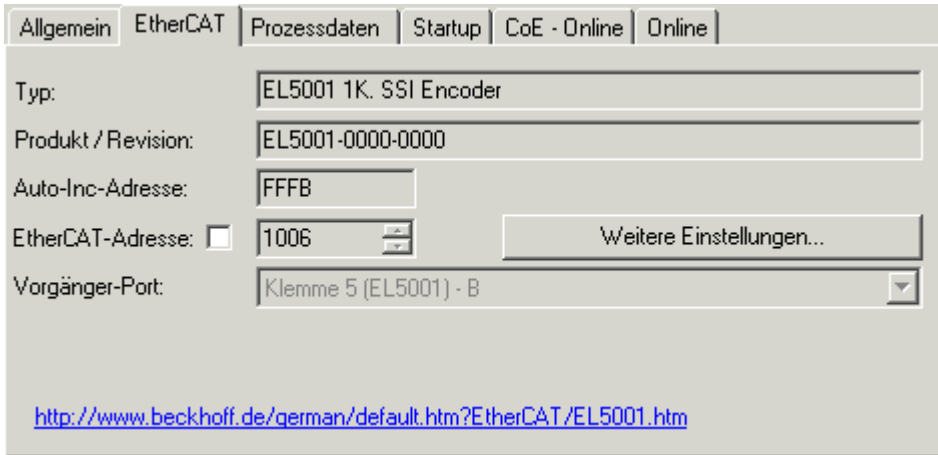 Allgemein EtherCAT Prozessdaten Startup CoE - Online Online
Typ: EL5001 1K. SSI Encoder
Produkt / Revision: EL5001-0000-0000
Auto-Inc-Adresse: FFFB
EtherCAT-Adresse: 1006 Weitere Einstellungen...
Vorgänger-Port: Klemme 5 (EL5001) - B
http://www.beckhoff.de/german/default.htm?EtherCAT/EL5001.htm